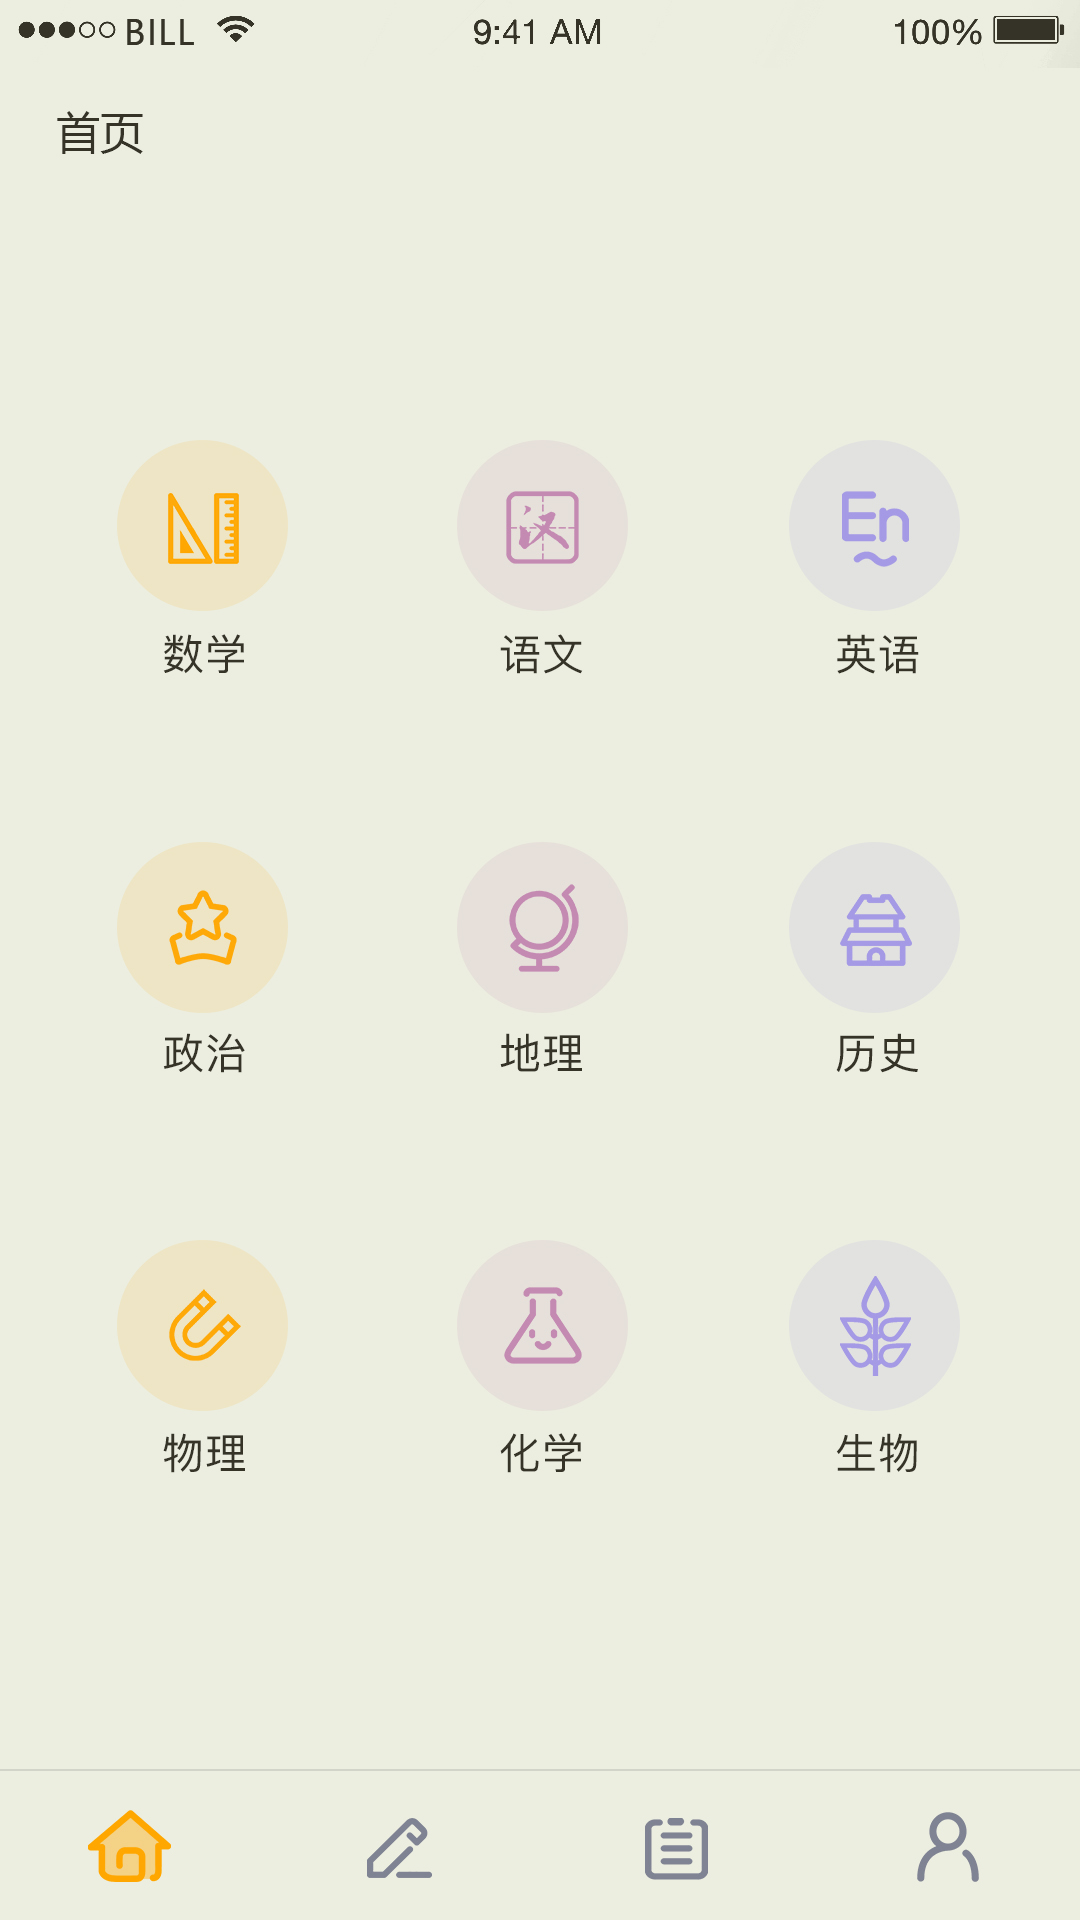 BILL 9:41 AM 100%
首页
汉 En
数学 语文 英语
政治 地理 历史
物理 化学 生物